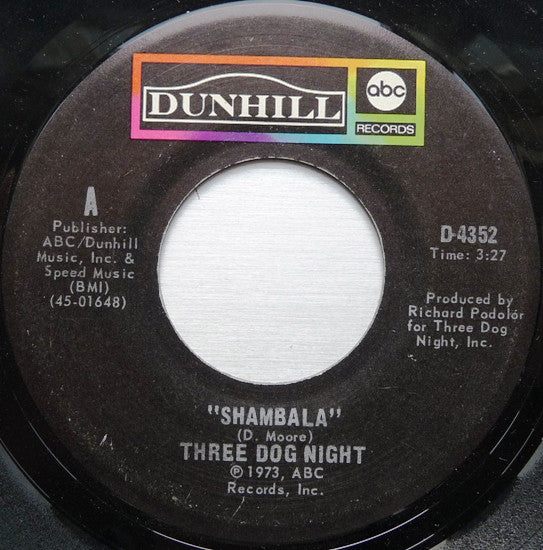 DUNHILL
abc
RECORDS
A
Publisher:
ABC/Dunhill
Music, Inc. &
Speed Music
(BMI)
(45-01648)
D-4352
Time: 3:27
Produced by
Richard Podolor
for Three Dog
Night, Inc.
"SHAMBALA"
(D. Moore)
THREE DOG NIGHT
℗ 1973, ABC
Records, Inc.